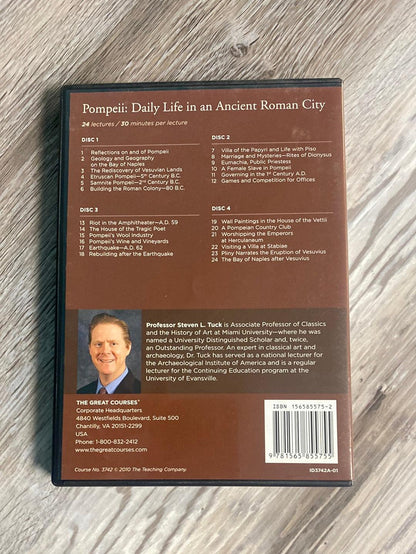 Pompeii: Daily Life in an Ancient Roman City
24 lectures / 30 minutes per lecture
DISC 1
1 Reflections on and of Pompeii
2 Geology and Geography
on the Bay of Naples
3 The Rediscovery of Vesuvian Lands
4 Etruscan Pompeii—5th Century B.C.
5 Samnite Pompeii—2nd Century B.C.
6 Building the Roman Colony—80 B.C.
DISC 2
7 Villa of the Papyri and Life with Piso
8 Marriage and Mysteries—Rites of Dionysus
9 Eumachia, Public Priestess
10 A Female Slave in Pompeii
11 Governing in the 1st Century A.D.
12 Games and Competition for Offices
DISC 3
13 Riot in the Amphitheater—A.D. 59
14 The House of the Tragic Poet
15 Pompeii's Wool Industry
16 Pompeii's Wine and Vineyards
17 Earthquake—A.D. 62
18 Rebuilding after the Earthquake
DISC 4
19 Wall Paintings in the House of the Vettii
20 A Pompeian Country Club
21 Worshipping the Emperors
at Herculaneum
22 Visiting a Villa at Stabiae
23 Pliny Narrates the Eruption of Vesuvius
24 The Bay of Naples after Vesuvius
Professor Steven L. Tuck is Associate Professor of Classics
and the History of Art at Miami University—where he was
named a University Distinguished Scholar and, twice,
an Outstanding Professor. An expert in classical art and
archaeology, Dr. Tuck has served as a national lecturer for
the Archaeological Institute of America and is a regular
lecturer for the Continuing Education program at the
University of Evansville.
THE GREAT COURSES®
Corporate Headquarters
4840 Westfields Boulevard, Suite 500
Chantilly, VA 20151-2299
USA
Phone: 1-800-832-2412
www.thegreatcourses.com
Course No. 3742 © 2010 The Teaching Company.
ISBN 156585575-2
9 781565 855755
ID3742A-01